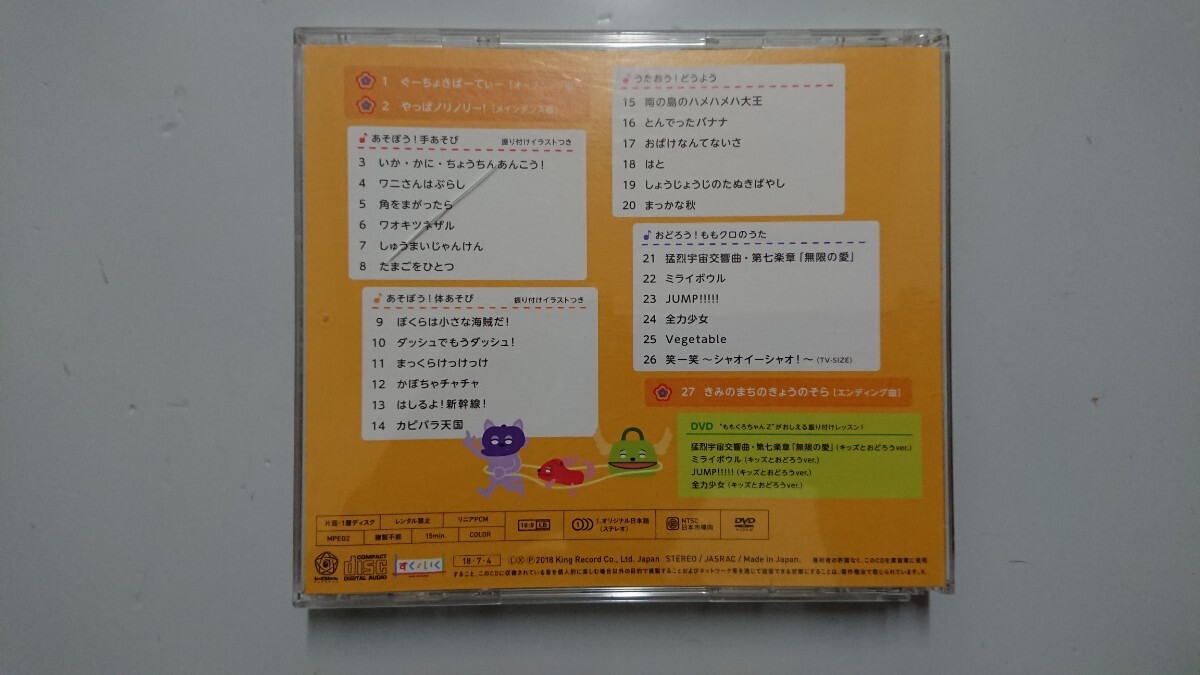 1 ぐーちょきぱーてぃー
2 やっぱノリノリー!
あそぼう!手あそび 振り付けイラストつき
3 いか・かに・ちょうちんあんこう!
4 ワニさんはぶらし
5 角をまがったら
6 ワオキツネザル
7 しゅうまいじゃんけん
8 たまごをひとつ
あそぼう!体あそび 振り付けイラストつき
9 ぼくらは小さな海賊だ!
10 ダッシュでもうダッシュ!
11 まっくらけっけっけ
12 かぼちゃチャチャ
13 はしるよ!新幹線!
14 カピバラ天国
うたおう!どうよう
15 南の島のハメハメハ大王
16 とんでったバナナ
17 おばけなんてないさ
18 はと
19 しょうじょうじのたぬきばやし
20 まっかな秋
おどろう!ももクロのうた
21 猛烈宇宙交響曲・第七楽章「無限の愛」
22 ミライボウル
23 JUMP!!!!!
24 全力少女
25 Vegetable
26 笑一笑 〜シャオイーシャオ!〜 (TV-SIZE)
27 きみのまちのきょうのそら [エンディング曲]
DVD "ももくろちゃんZ"がおしえる振り付けレッスン!
猛烈宇宙交響曲・第七楽章「無限の愛」(キッズとおどろうver.)
ミライボウル (キッズとおどろうver.)
JUMP!!!!! (キッズとおどろうver.)
全力少女 (キッズとおどろうver.)
片面・1層ディスク レンタル禁止 リニアPCM
MPEG2 複製不能 15min. COLOR
16:9 LB
1.オリジナル日本語
(ステレオ)
NTSC
日本市場向
DVD
VIDEO
COMPACT
disc
DIGITAL AUDIO
すく♪いく
18・7・4 Ⓛ Ⓧ Ⓟ 2018 King Record Co., Ltd. Japan STEREO / JASRAC / Made in Japan.